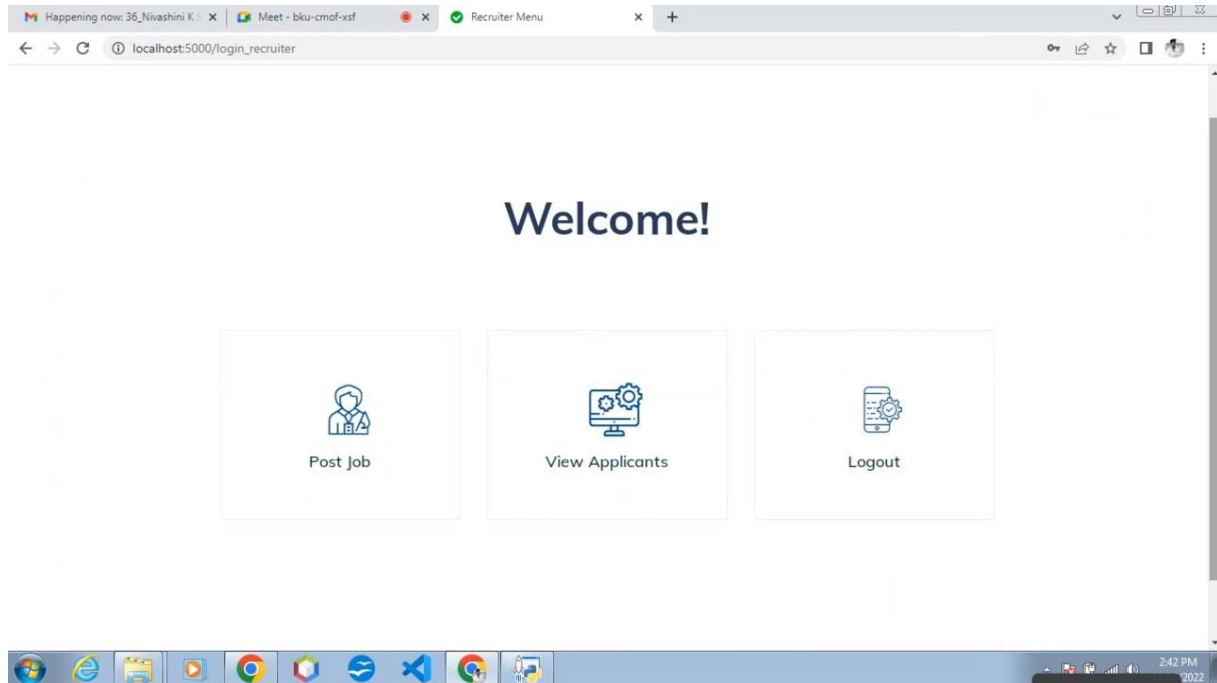 Happening now: 36_Nivashini K S
Meet - bku-cmof-xsf
Recruiter Menu
localhost:5000/login_recruiter
Welcome!
Post Job
View Applicants
Logout
2:42 PM
2022